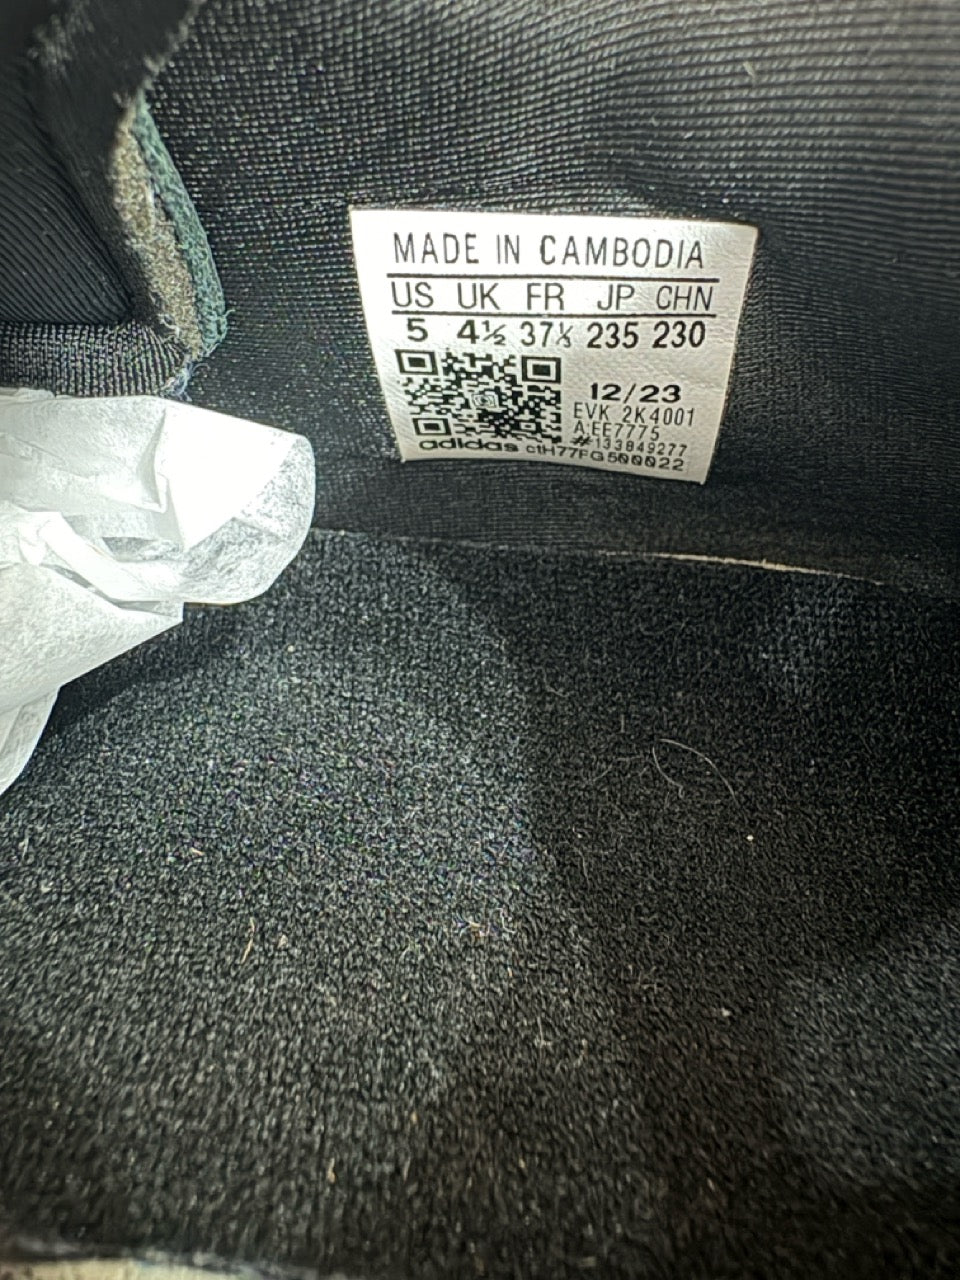 MADE IN CAMBODIA
US UK FR JP CHN
5 4½ 37⅓ 235 230
12/23
EVK 2K4001
A:EE7775
#133849277
adidas ctH77FG500022